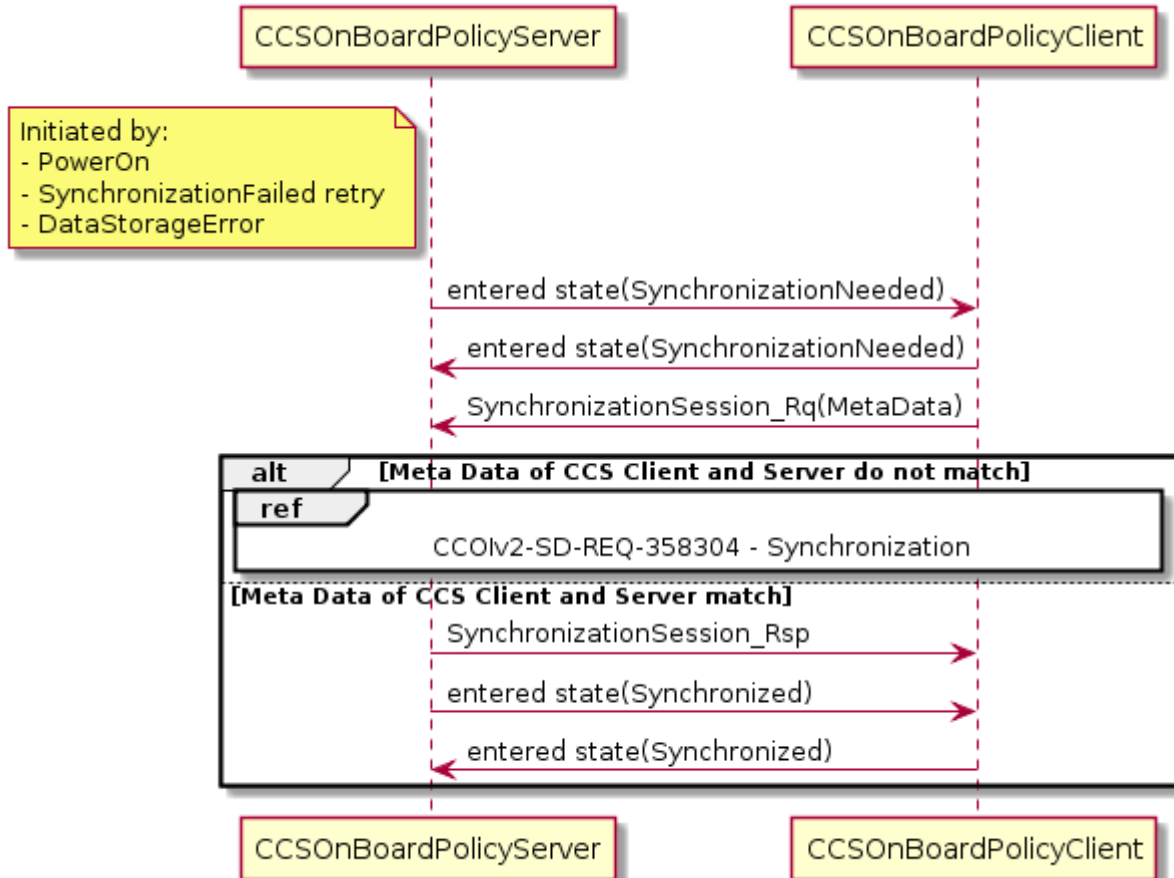 CCSOnBoardPolicyServer
CCSOnBoardPolicyClient
Initiated by:
- PowerOn
- SynchronizationFailed retry
- DataStorageError
entered state(SynchronizationNeeded)
entered state(SynchronizationNeeded)
SynchronizationSession_Rq(MetaData)
alt
[Meta Data of CCS Client and Server do not match]
ref
CCOIv2-SD-REQ-358304 - Synchronization
[Meta Data of CCS Client and Server match]
SynchronizationSession_Rsp
entered state(Synchronized)
entered state(Synchronized)
CCSOnBoardPolicyServer
CCSOnBoardPolicyClient